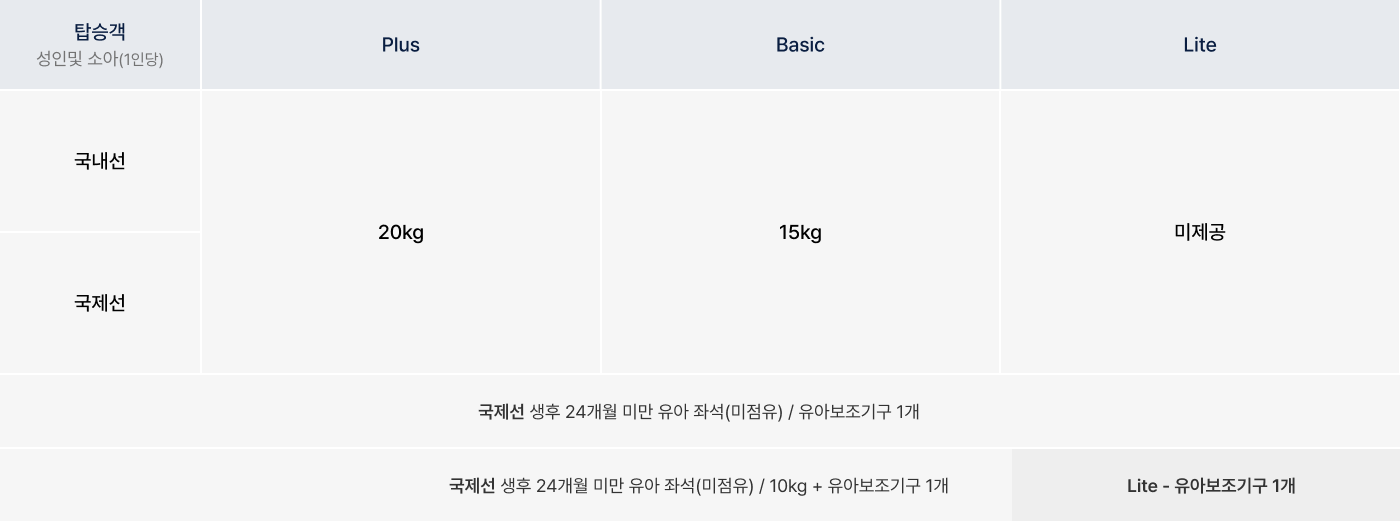 탑승객
성인및 소아(1인당)
Plus
Basic
Lite
국내선
20kg
15kg
미제공
국제선
국제선 생후 24개월 미만 유아 좌석(미점유) / 유아보조기구 1개
국제선 생후 24개월 미만 유아 좌석(미점유) / 10kg + 유아보조기구 1개
Lite - 유아보조기구 1개